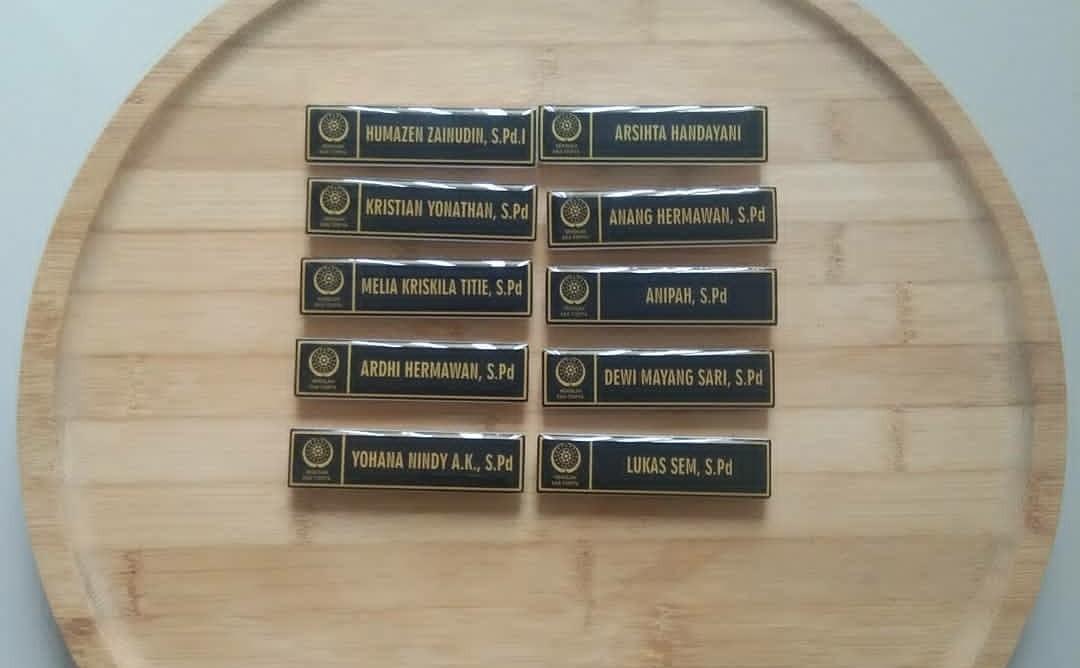 HUMAZEN ZAINUDIN, S.Pd.I
ARSIHTA HANDAYANI
KRISTIAN YONATHAN, S.Pd
ANANG HERMAWAN, S.Pd
MELIA KRISKILA TITIE, S.Pd
ANIPAH, S.Pd
ARDHI HERMAWAN, S.Pd
DEWI MAYANG SARI, S.Pd
YOHANA NINDY A.K., S.Pd
LUKAS SEM, S.Pd